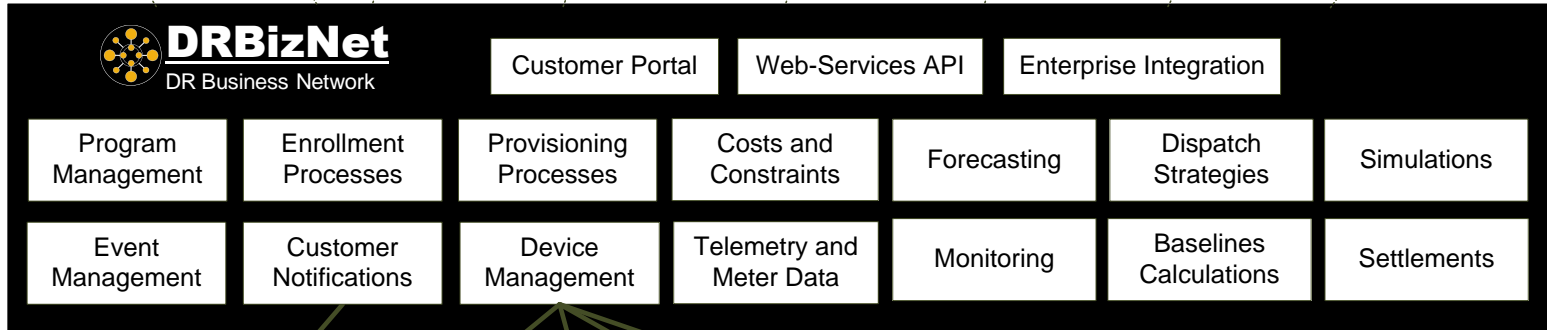 DRBizNet
DR Business Network
Customer Portal
Web-Services API
Enterprise Integration
Program
Management
Enrollment
Processes
Provisioning
Processes
Costs and
Constraints
Forecasting
Dispatch
Strategies
Simulations
Event
Management
Customer
Notifications
Device
Management
Telemetry and
Meter Data
Monitoring
Baselines
Calculations
Settlements